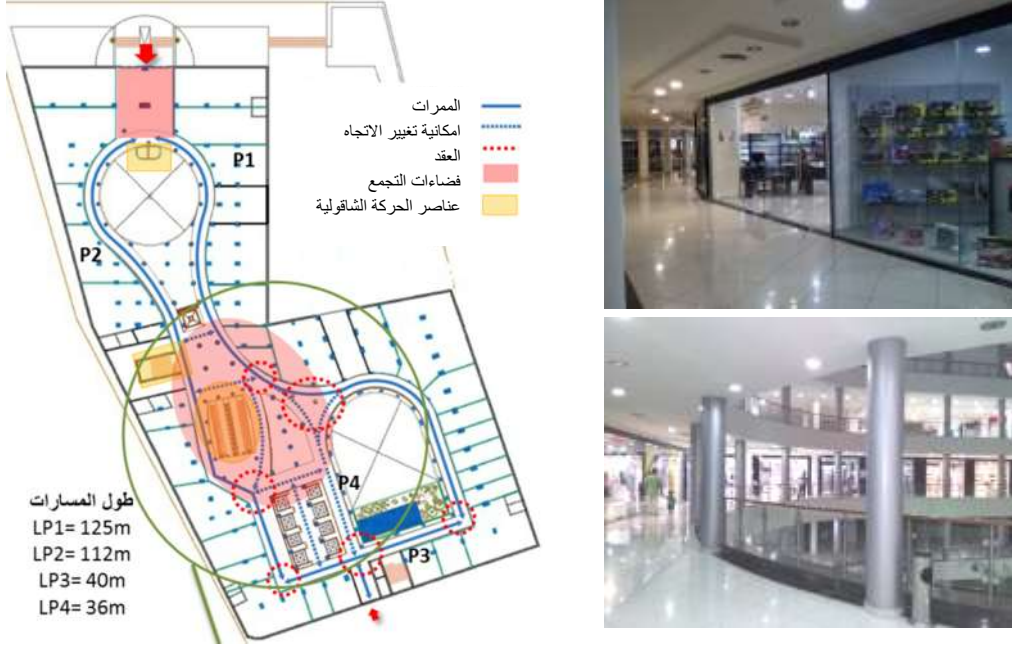 الممرات
امكانية تغيير الاتجاه
العقد
فضاءات التجمع
عناصر الحركة الشاقولية
P1
P2
P4
P3
طول المسارات
LP1= 125m
LP2= 112m
LP3= 40m
LP4= 36m